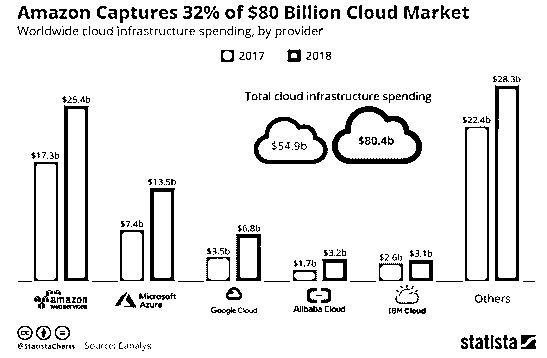 Amazon Captures 32% of $80 Billion Cloud Market
Worldwide cloud infrastructure spending, by provider
2017 2018
Total cloud infrastructure spending
$54.9b $80.4b
$17.3b $25.4b $7.4b $13.5b $3.5b $6.8b $1.7b $3.2b $2.6b $3.1b $22.4b $28.3b
amazon webservices Microsoft Azure Google Cloud Alibaba Cloud IBM Cloud Others
@StatistaCharts Source: Canalys
statista